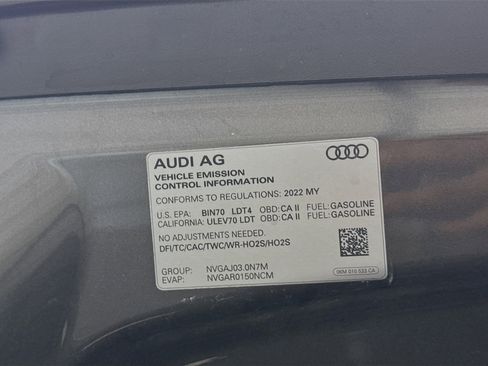 AUDI AG
VEHICLE EMISSION
CONTROL INFORMATION
CONFORMS TO REGULATIONS: 2022 MY
U.S. EPA: BIN70 LDT4 OBD: CA II FUEL: GASOLINE
CALIFORNIA: ULEV70 LDT OBD: CA II FUEL: GASOLINE
NO ADJUSTMENTS NEEDED.
DFI/TC/CAC/TWC/WR-HO2S/HO2S
GROUP: NVGAJ03.0N7M
EVAP: NVGAR0150NCM